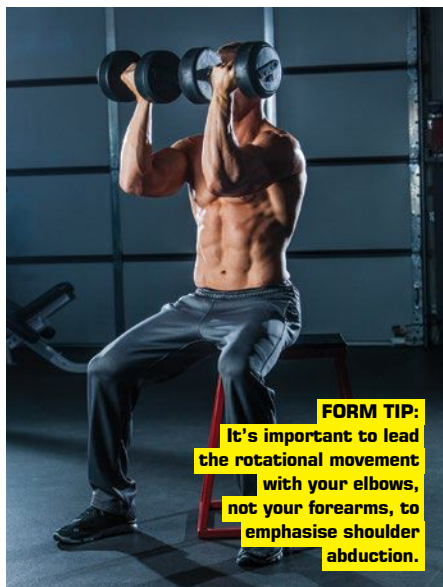 FORM TIP:
It's important to lead
the rotational movement
with your elbows,
not your forearms, to
emphasise shoulder
abduction.